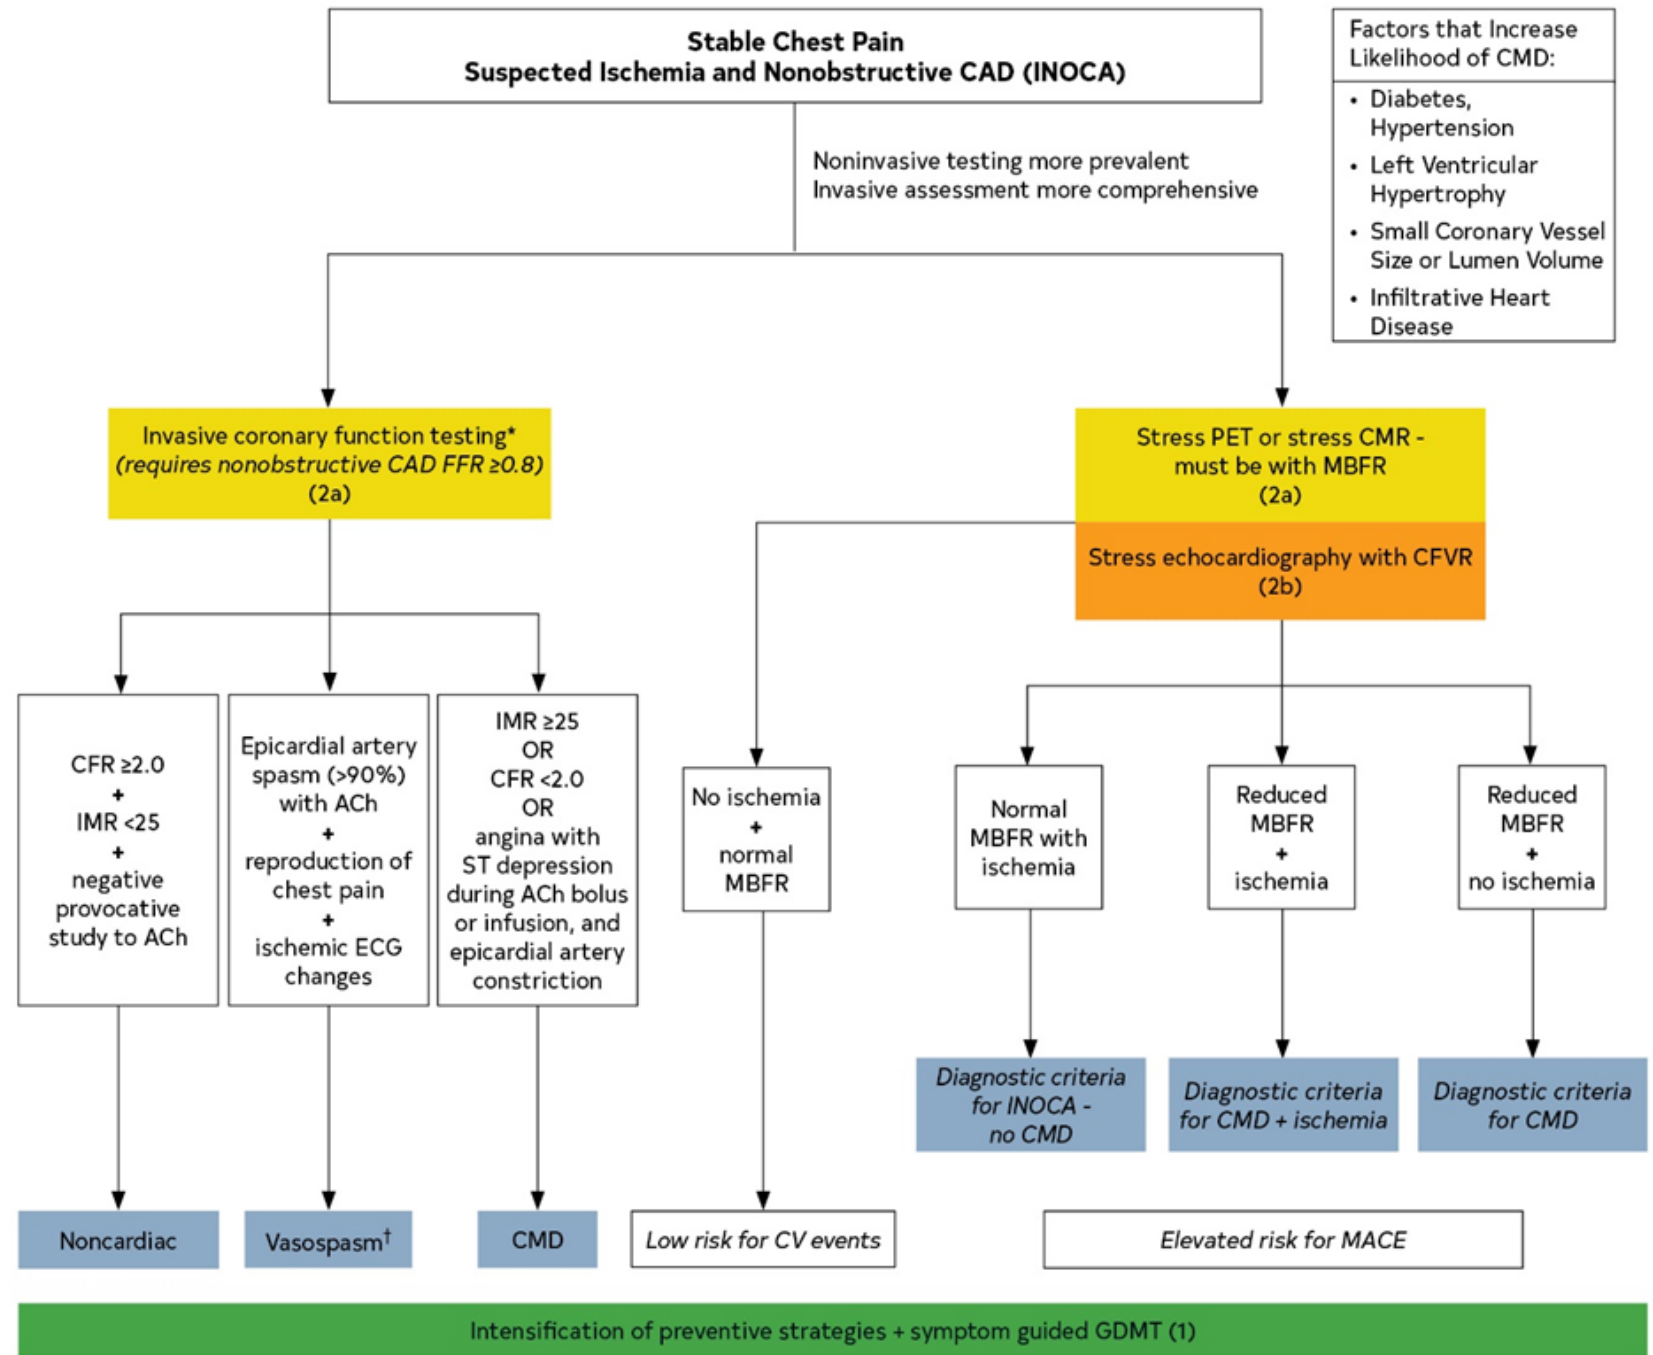 Stable Chest Pain
Suspected Ischemia and Nonobstructive CAD (INOCA)
Factors that Increase
Likelihood of CMD:
• Diabetes,
Hypertension
• Left Ventricular
Hypertrophy
• Small Coronary Vessel
Size or Lumen Volume
• Infiltrative Heart
Disease
Noninvasive testing more prevalent
Invasive assessment more comprehensive
Invasive coronary function testing*
(requires nonobstructive CAD FFR ≥0.8)
(2a)
Stress PET or stress CMR -
must be with MBFR
(2a)
Stress echocardiography with CFVR
(2b)
CFR ≥2.0
+
IMR <25
+
negative
provocative
study to ACh
Epicardial artery
spasm (>90%)
with ACh
+
reproduction of
chest pain
+
ischemic ECG
changes
IMR ≥25
OR
CFR <2.0
OR
angina with
ST depression
during ACh bolus
or infusion, and
epicardial artery
constriction
No ischemia
+
normal
MBFR
Normal
MBFR with
ischemia
Reduced
MBFR
+
ischemia
Reduced
MBFR
+
no ischemia
Diagnostic criteria
for INOCA -
no CMD
Diagnostic criteria
for CMD + ischemia
Diagnostic criteria
for CMD
Noncardiac
Vasospasm†
CMD
Low risk for CV events
Elevated risk for MACE
Intensification of preventive strategies + symptom guided GDMT (1)